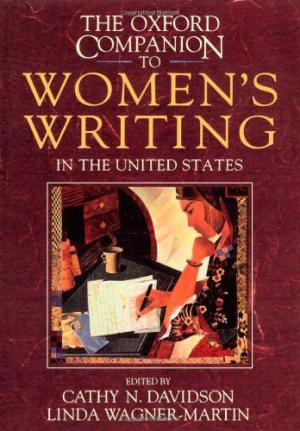 THE OXFORD
COMPANION
TO
WOMEN'S
WRITING
IN THE UNITED STATES
EDITED BY
CATHY N. DAVIDSON
LINDA WAGNER-MARTIN